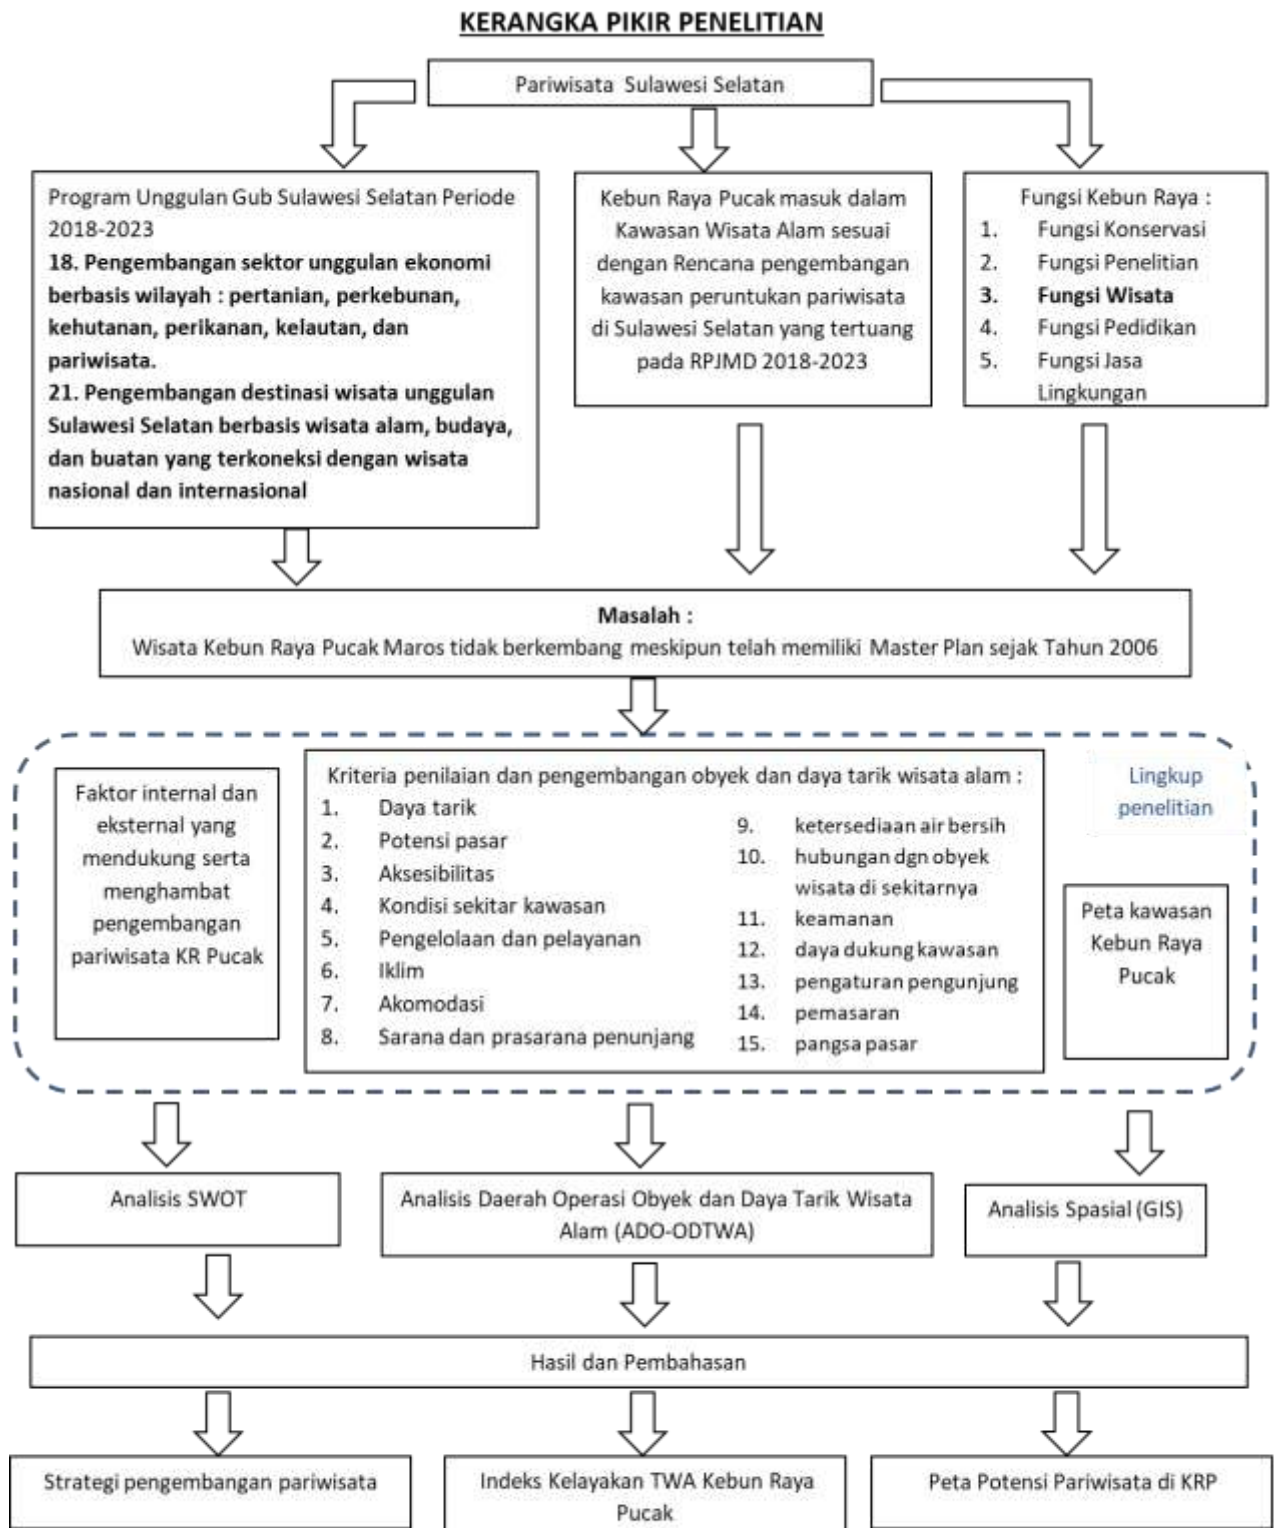 KERANGKA PIKIR PENELITIAN
Pariwisata Sulawesi Selatan
Program Unggulan Gub Sulawesi Selatan Periode
2018-2023
18. Pengembangan sektor unggulan ekonomi
berbasis wilayah : pertanian, perkebunan,
kehutanan, perikanan, kelautan, dan
pariwisata.
21. Pengembangan destinasi wisata unggulan
Sulawesi Selatan berbasis wisata alam, budaya,
dan buatan yang terkoneksi dengan wisata
nasional dan internasional
Kebun Raya Pucak masuk dalam
Kawasan Wisata Alam sesuai
dengan Rencana pengembangan
kawasan peruntukan pariwisata
di Sulawesi Selatan yang tertuang
pada RPJMD 2018-2023
Fungsi Kebun Raya :
1. Fungsi Konservasi
2. Fungsi Penelitian
3. Fungsi Wisata
4. Fungsi Pedidikan
5. Fungsi Jasa
Lingkungan
Masalah :
Wisata Kebun Raya Pucak Maros tidak berkembang meskipun telah memiliki Master Plan sejak Tahun 2006
Faktor internal dan
eksternal yang
mendukung serta
menghambat
pengembangan
pariwisata KR Pucak
Kriteria penilaian dan pengembangan obyek dan daya tarik wisata alam :
1. Daya tarik
2. Potensi pasar
3. Aksesibilitas
4. Kondisi sekitar kawasan
5. Pengelolaan dan pelayanan
6. Iklim
7. Akomodasi
8. Sarana dan prasarana penunjang
9. ketersediaan air bersih
10. hubungan dgn obyek
wisata di sekitarnya
11. keamanan
12. daya dukung kawasan
13. pengaturan pengunjung
14. pemasaran
15. pangsa pasar
Lingkup
penelitian
Peta kawasan
Kebun Raya
Pucak
Analisis SWOT
Analisis Daerah Operasi Obyek dan Daya Tarik Wisata
Alam (ADO-ODTWA)
Analisis Spasial (GIS)
Hasil dan Pembahasan
Strategi pengembangan pariwisata
Indeks Kelayakan TWA Kebun Raya
Pucak
Peta Potensi Pariwisata di KRP